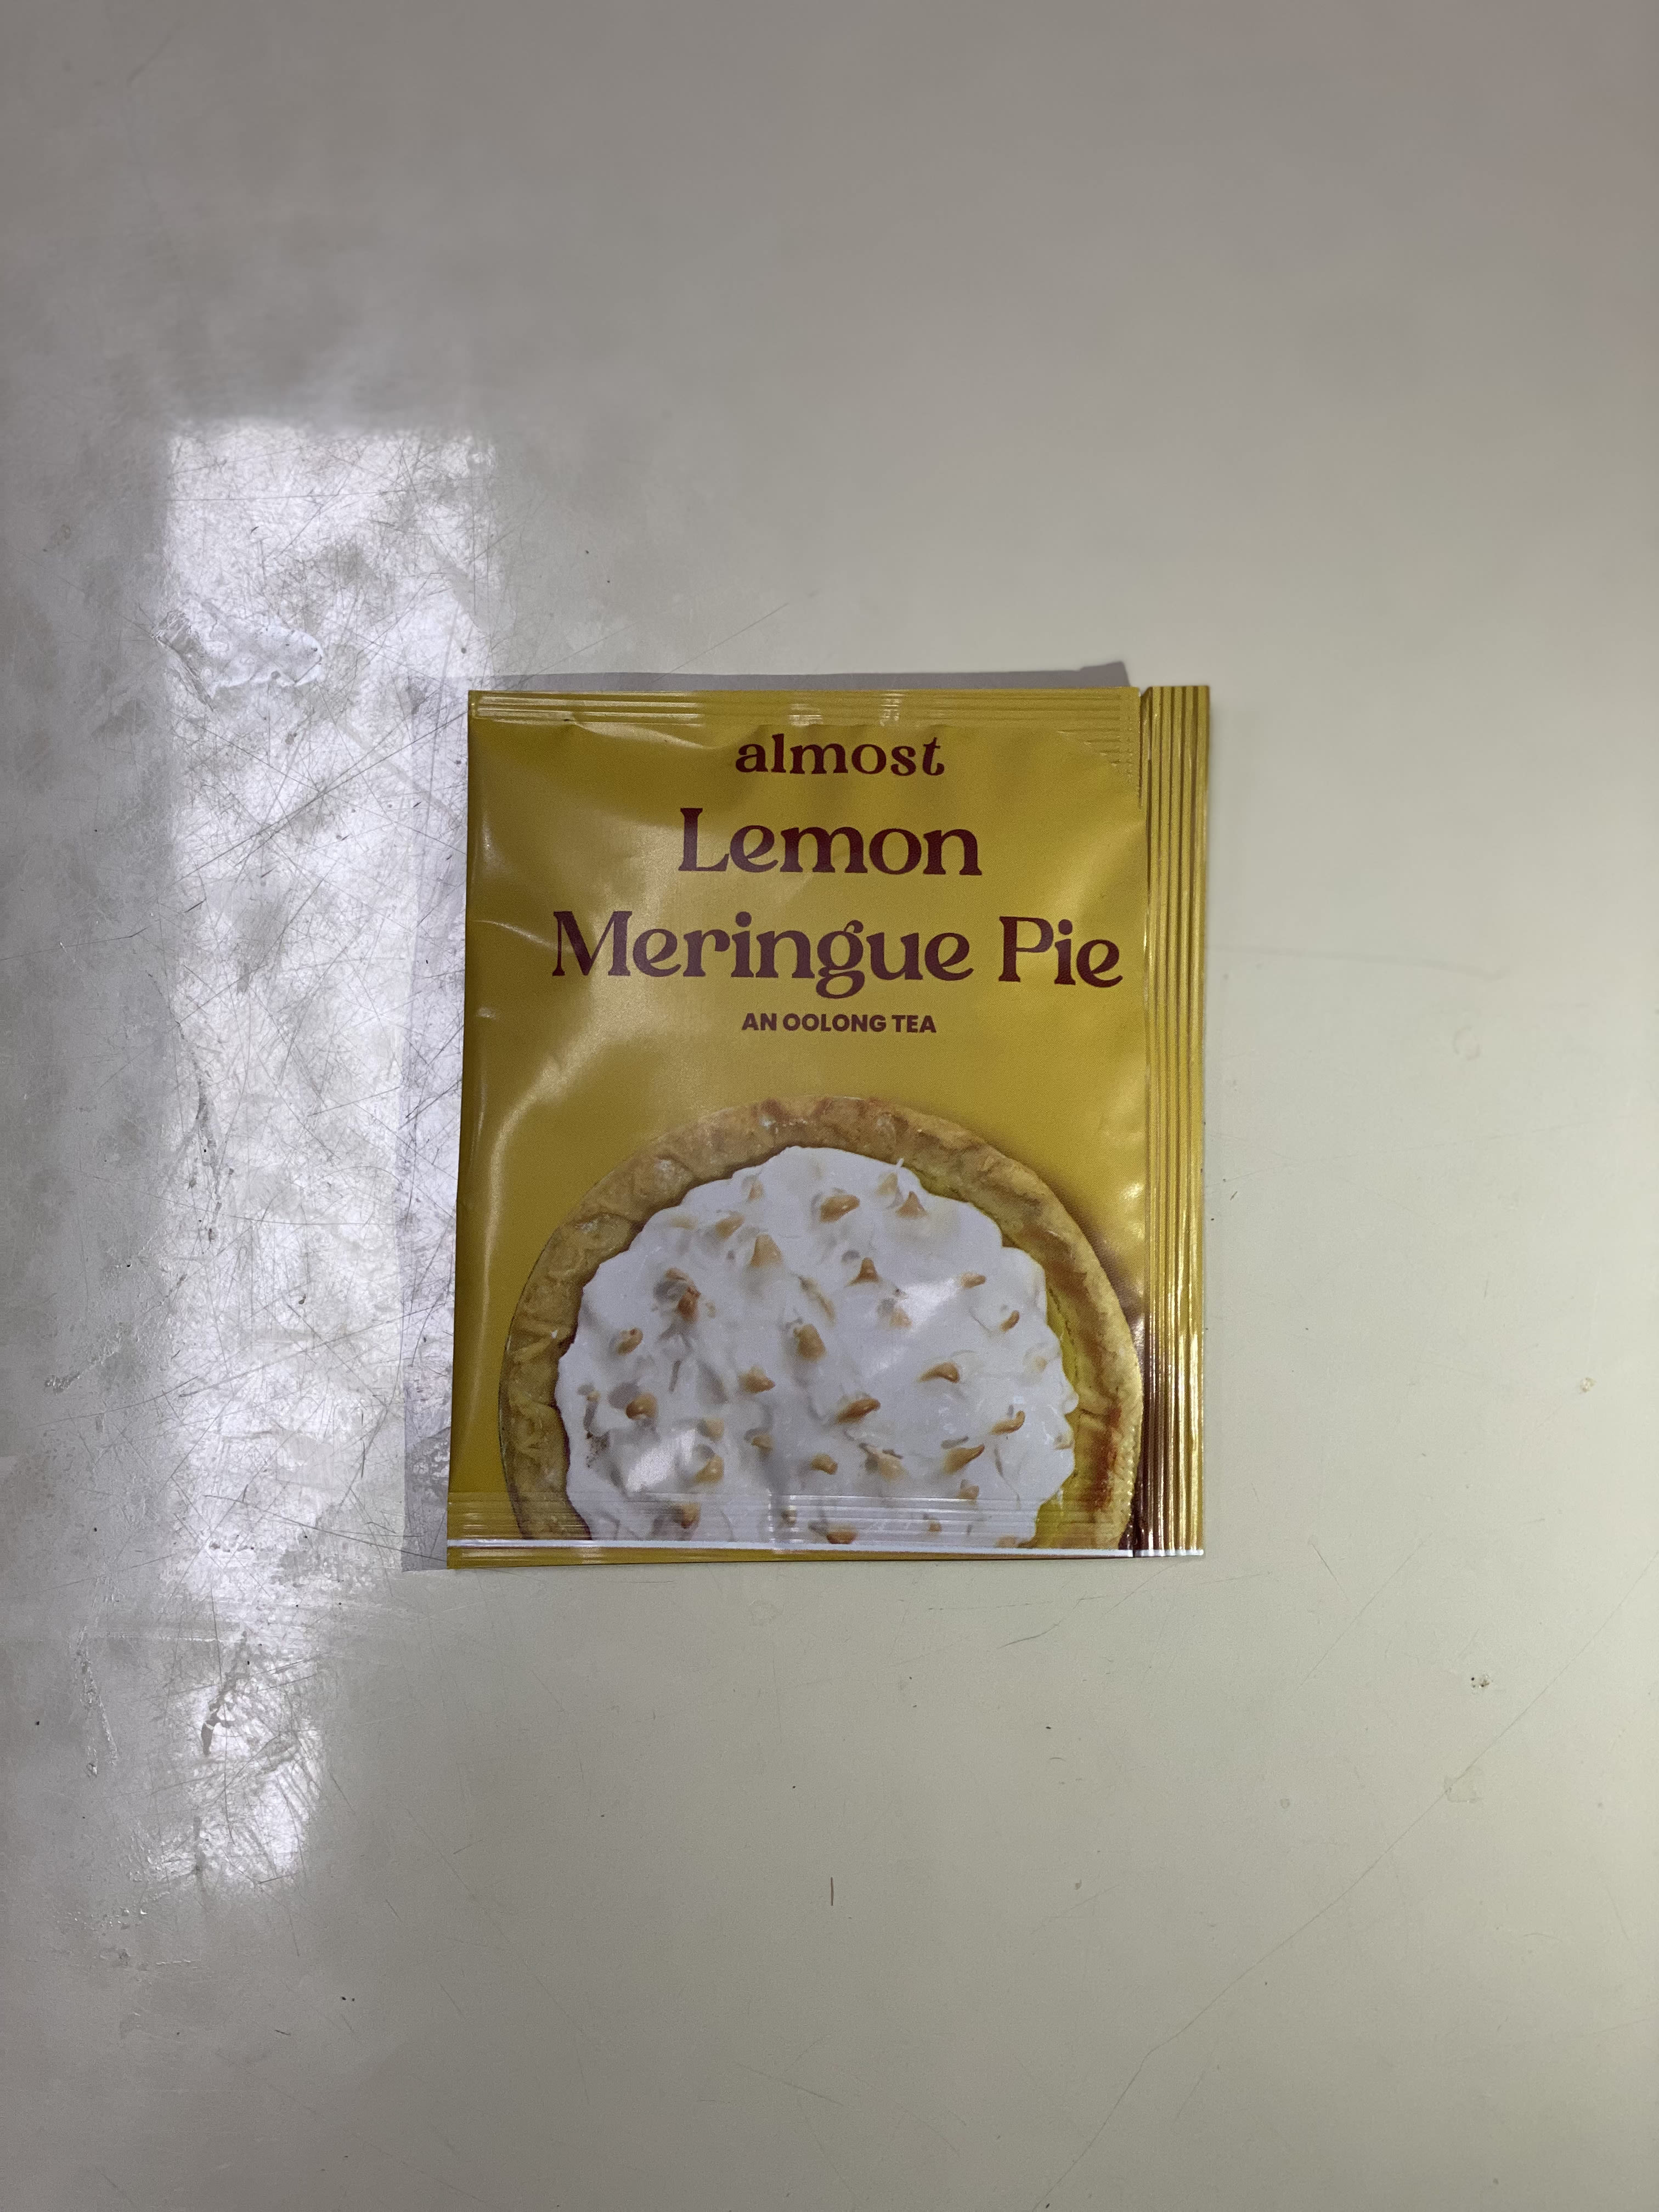 almost
Lemon
Meringue Pie
AN OOLONG TEA